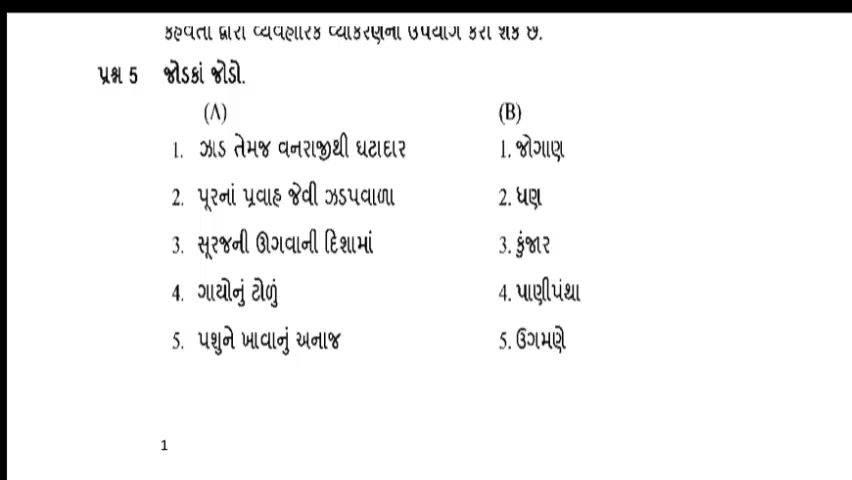 કહેવતો દ્વારા વ્યવહારિક વ્યાકરણનો ઉપયોગ કરી શકે છે.
પ્રશ્ન 5 જોડકાં જોડો.
(A) (B)
1. ઝાડ તેમજ વનરાજીથી ઘટાદાર 1. જોગાણ
2. પૂરનાં પ્રવાહ જેવી ઝડપવાળા 2. ધણ
3. સૂરજની ઊગવાની દિશામાં 3. કુંજાર
4. ગાયોનું ટોળું 4. પાણીપંથા
5. પશુને ખાવાનું અનાજ 5. ઉગમણે
1